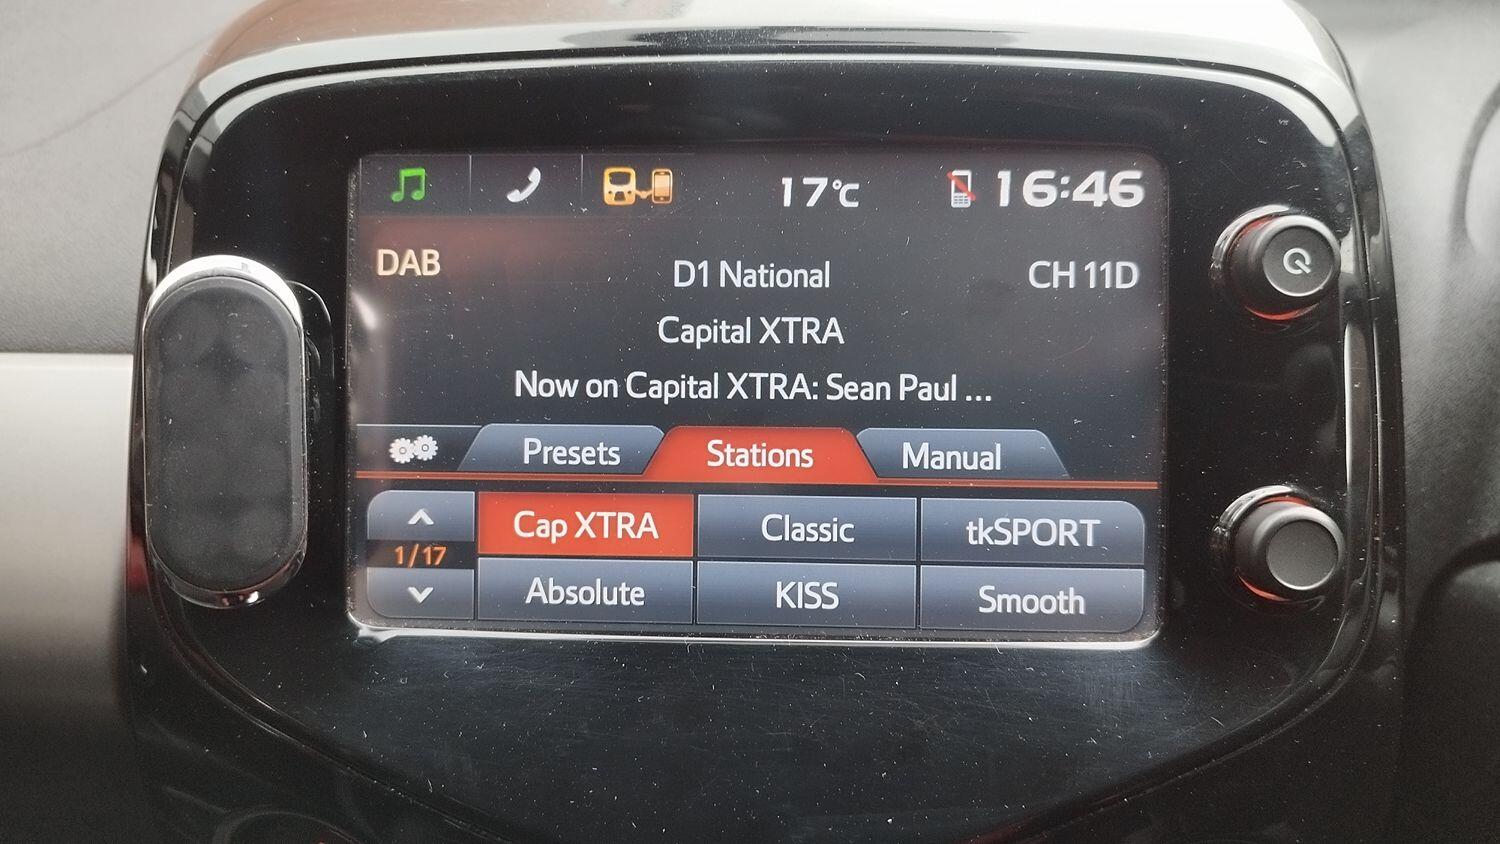 17°C
16:46
DAB
D1 National
CH 11D
Capital XTRA
Now on Capital XTRA: Sean Paul ...
Presets
Stations
Manual
Cap XTRA
Classic
tkSPORT
1/17
Absolute
KISS
Smooth